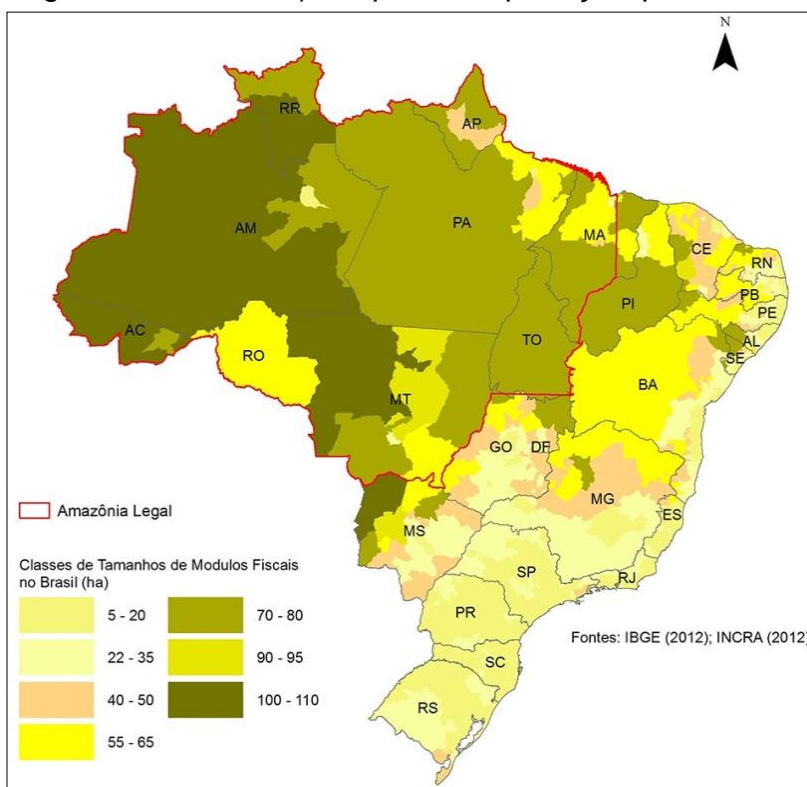 N
RR
AP
AM
PA
MA
CE
RN
PB
PE
PI
AC
TO
AL
SE
RO
BA
MT
GO
DF
MG
ES
MS
SP
RJ
PR
SC
RS
Amazônia Legal
Classes de Tamanhos de Modulos Fiscais
no Brasil (ha)
5 - 20
70 - 80
22 - 35
90 - 95
40 - 50
100 - 110
55 - 65
Fontes: IBGE (2012); INCRA (2012)